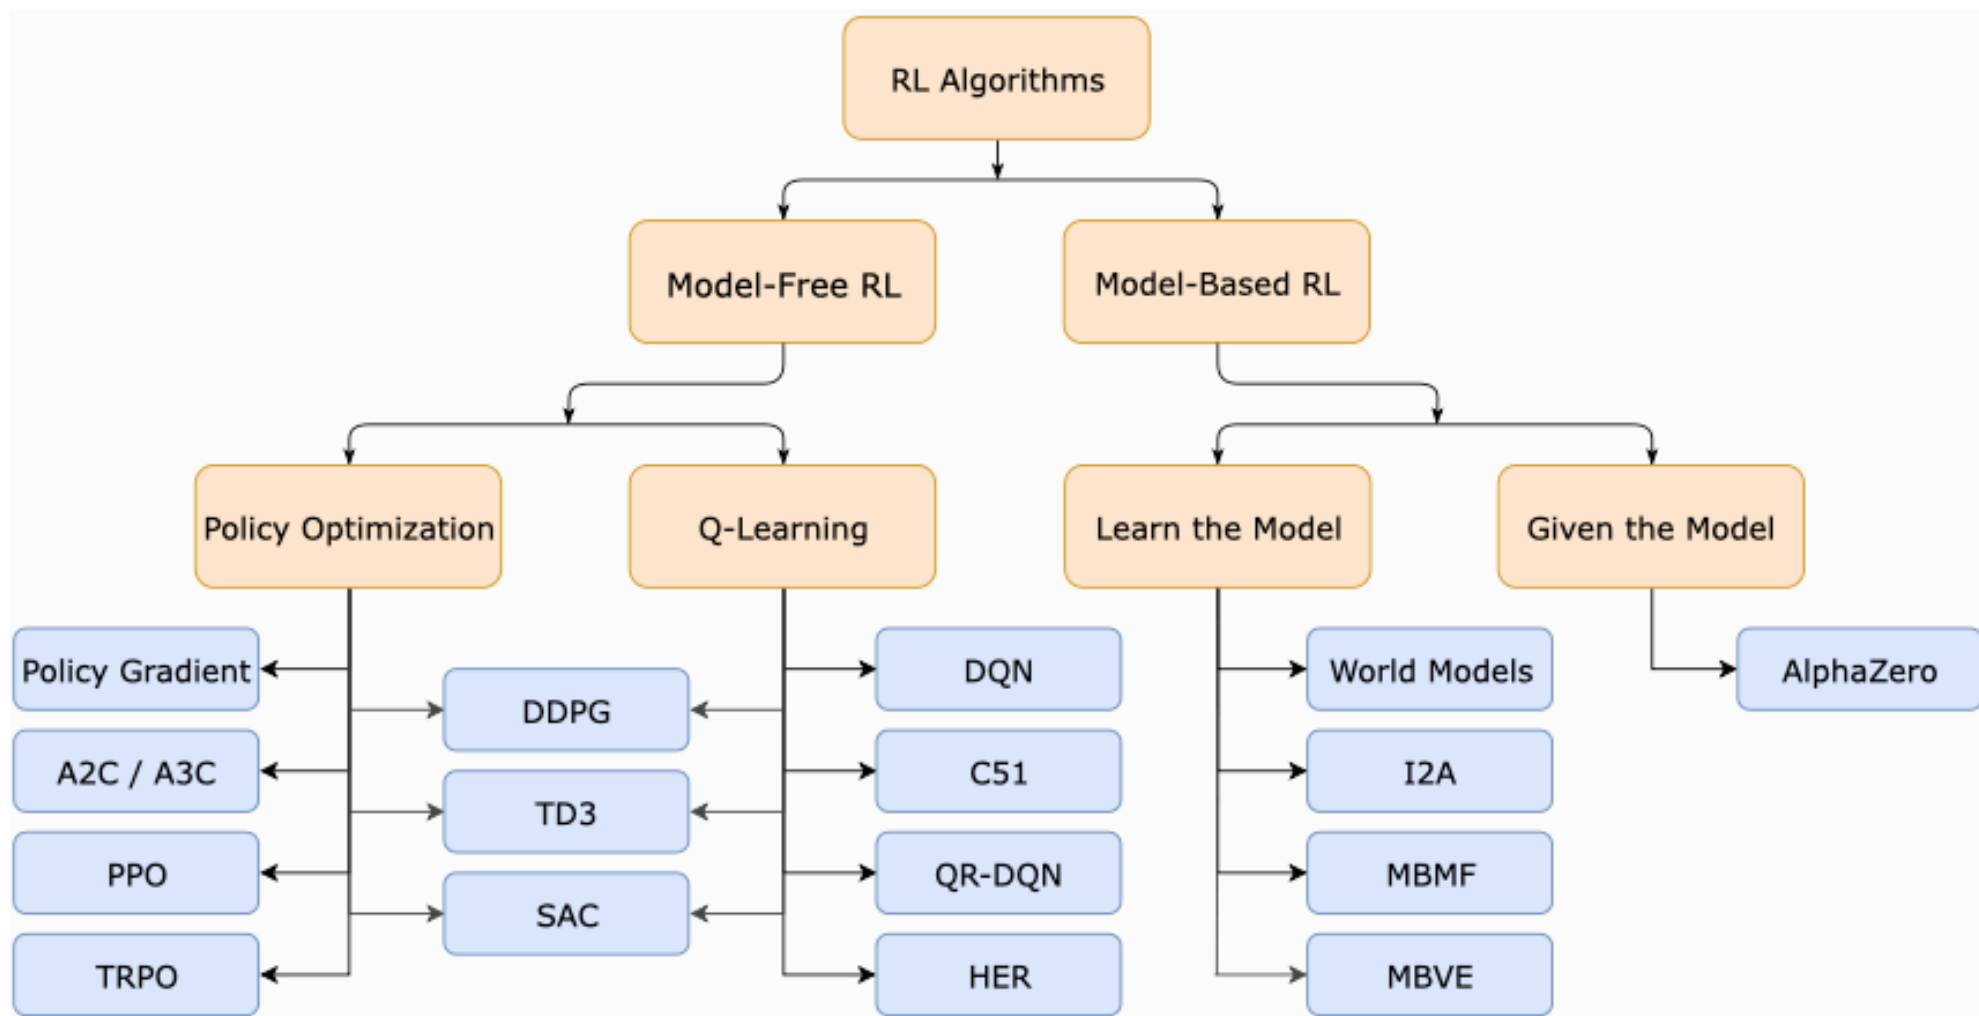 RL Algorithms
Model-Free RL
Model-Based RL
Policy Optimization
Q-Learning
Learn the Model
Given the Model
Policy Gradient
DDPG
DQN
World Models
AlphaZero
A2C / A3C
TD3
C51
I2A
PPO
SAC
QR-DQN
MBMF
TRPO
HER
MBVE